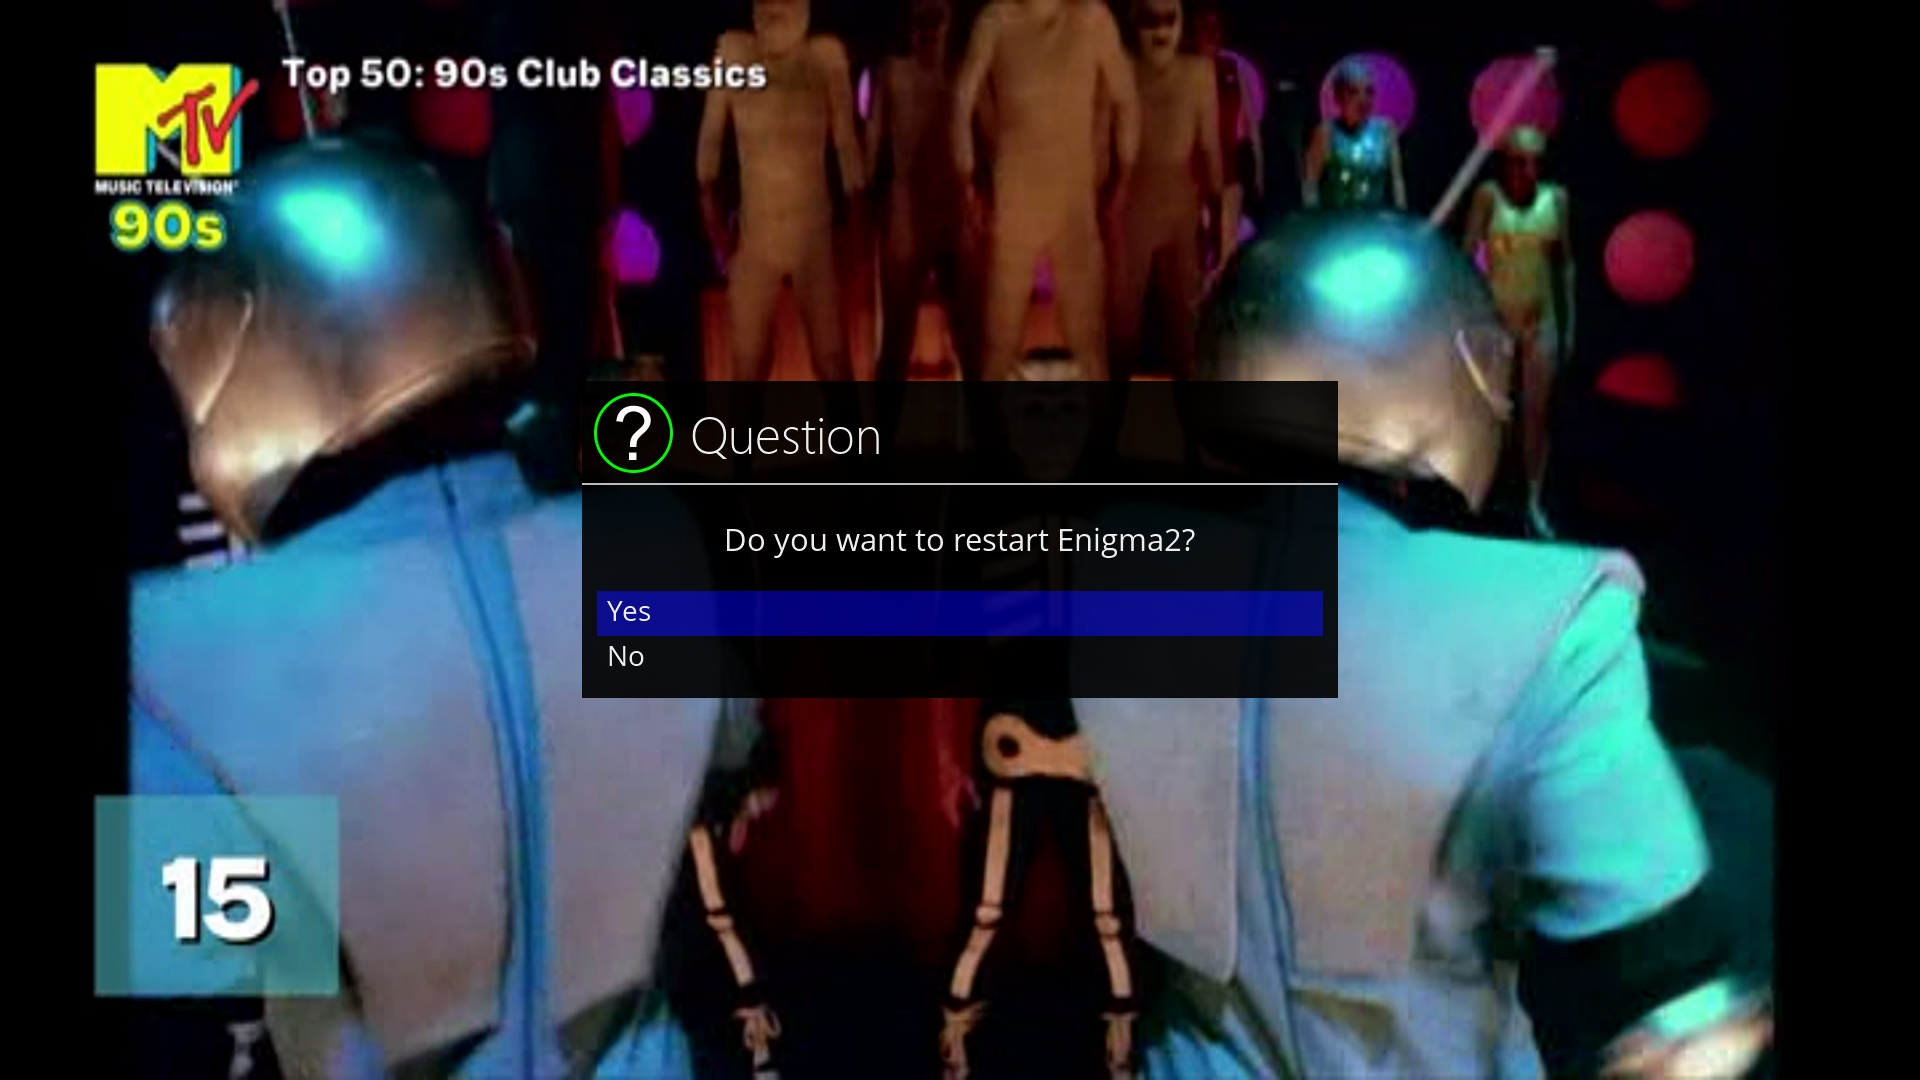 Top 50: 90s Club Classics
MTV
MUSIC TELEVISION®
90s
? Question
Do you want to restart Enigma2?
Yes
No
15